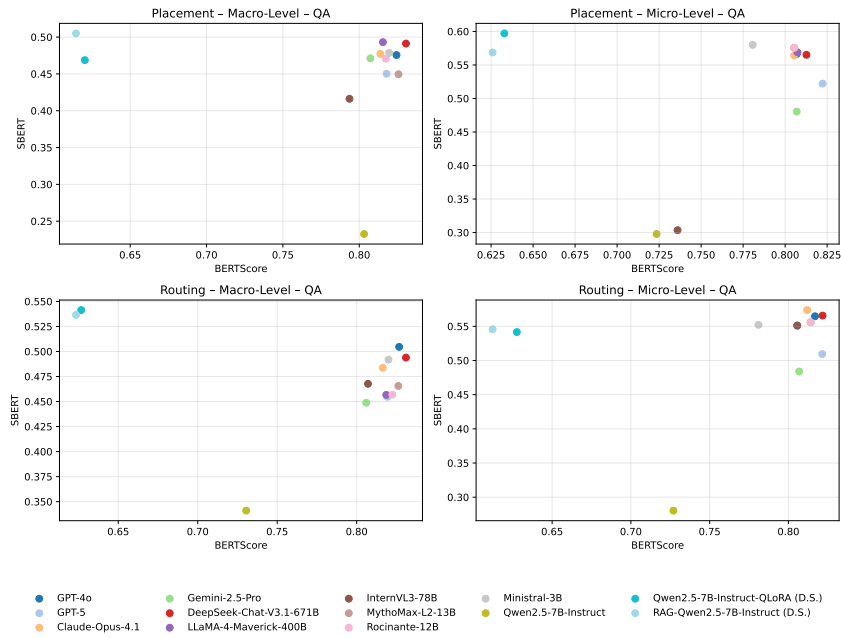 Placement – Macro-Level – QA
Placement – Micro-Level – QA
SBERT
0.50
0.45
0.40
0.35
0.30
0.25
0.65
0.70
0.75
0.80
BERTScore
SBERT
0.60
0.55
0.50
0.45
0.40
0.35
0.30
0.625
0.650
0.675
0.700
0.725
0.750
0.775
0.800
0.825
BERTScore
Routing – Macro-Level – QA
Routing – Micro-Level – QA
SBERT
0.550
0.525
0.500
0.475
0.450
0.425
0.400
0.375
0.350
0.65
0.70
0.75
0.80
BERTScore
SBERT
0.55
0.50
0.45
0.40
0.35
0.30
0.65
0.70
0.75
0.80
BERTScore
GPT-4o
GPT-5
Claude-Opus-4.1
Gemini-2.5-Pro
DeepSeek-Chat-V3.1-671B
LLaMA-4-Maverick-400B
InternVL3-78B
MythoMax-L2-13B
Rocinante-12B
Ministral-3B
Qwen2.5-7B-Instruct
Qwen2.5-7B-Instruct-QLoRA (D.S.)
RAG-Qwen2.5-7B-Instruct (D.S.)